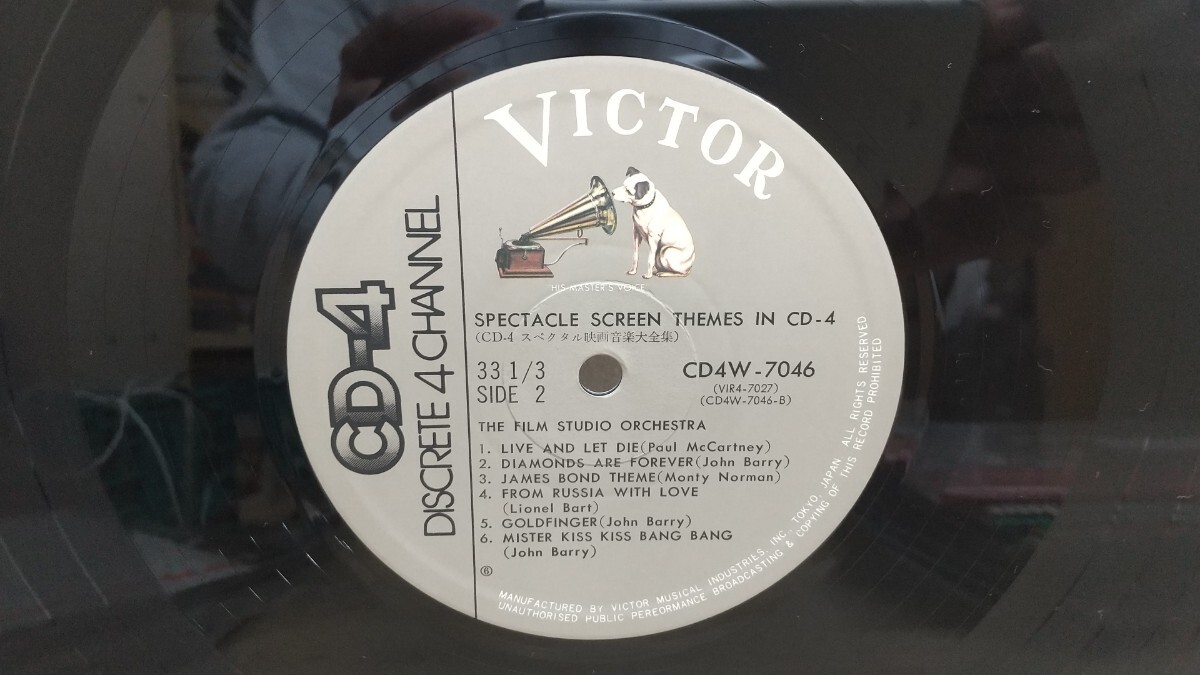 VICTOR
HIS MASTER'S VOICE
CD-4
DISCRETE 4 CHANNEL
SPECTACLE SCREEN THEMES IN CD-4
(CD-4 スペクタル映画音楽大全集)
33 1/3
SIDE 2
CD4W-7046
(VIR4-7027)
(CD4W-7046-B)
THE FILM STUDIO ORCHESTRA
1. LIVE AND LET DIE(Paul McCartney)
2. DIAMONDS ARE FOREVER(John Barry)
3. JAMES BOND THEME(Monty Norman)
4. FROM RUSSIA WITH LOVE
(Lionel Bart)
5. GOLDFINGER(John Barry)
6. MISTER KISS KISS BANG BANG
(John Barry)
⑥
MANUFACTURED BY VICTOR MUSICAL INDUSTRIES, INC. TOKYO, JAPAN ALL RIGHTS RESERVED
UNAUTHORISED PUBLIC PEREORMANCE BROADCASTING & COPYING OF THIS RECORD PROHIBITED